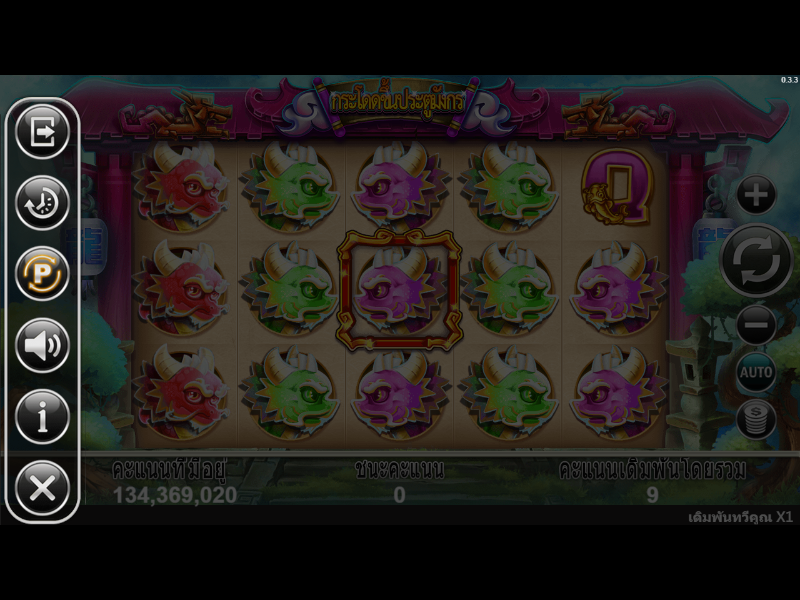 0.3.3
กระโดดขึ้นประตูมังกร
P
AUTO
คะแนนที่มีอยู่
ชนะคะแนน
คะแนนเดิมพันโดยรวม
134,369,020
0
9
เดิมพันทวีคูณ X1